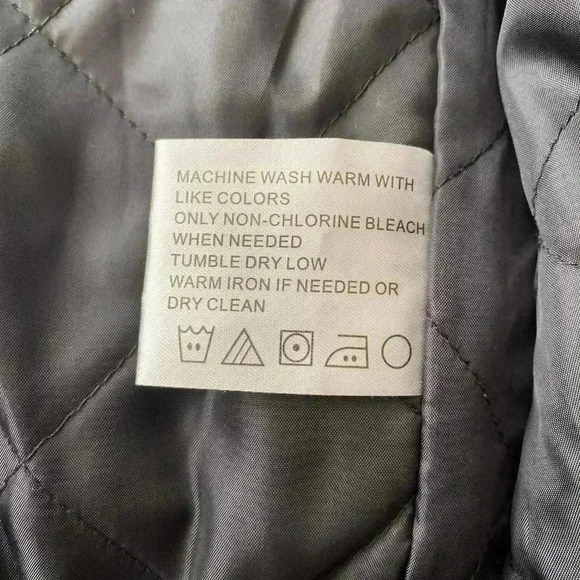 MACHINE WASH WARM WITH
LIKE COLORS
ONLY NON-CHLORINE BLEACH
WHEN NEEDED
TUMBLE DRY LOW
WARM IRON IF NEEDED OR
DRY CLEAN